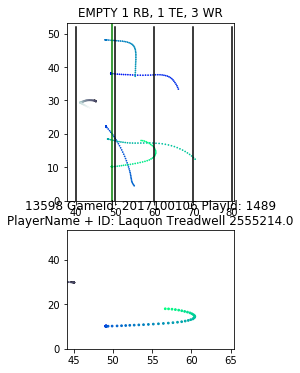 EMPTY 1 RB, 1 TE, 3 WR
50
40
30
20
10
0
40 50 60 70 80
13598 GameId: 2017100106 PlayId: 1489
PlayerName + ID: Laquon Treadwell 2555214.0
40
20
0
45 50 55 60 65